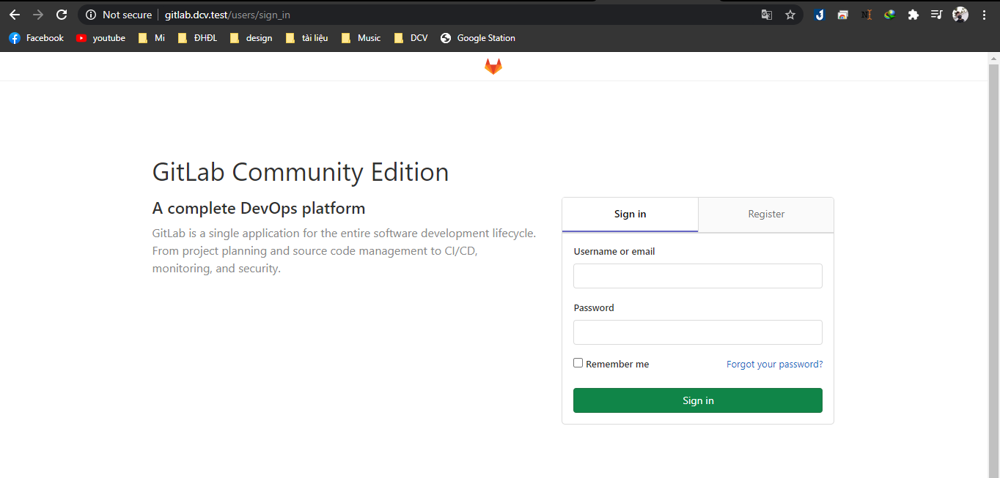 Not secure gitlab.dcv.test/users/sign_in
Facebook youtube Mi ĐHĐL design tài liệu Music DCV Google Station
GitLab Community Edition
A complete DevOps platform
GitLab is a single application for the entire software development lifecycle.
From project planning and source code management to CI/CD,
monitoring, and security.
Sign in Register
Username or email
Password
Remember me Forgot your password?
Sign in